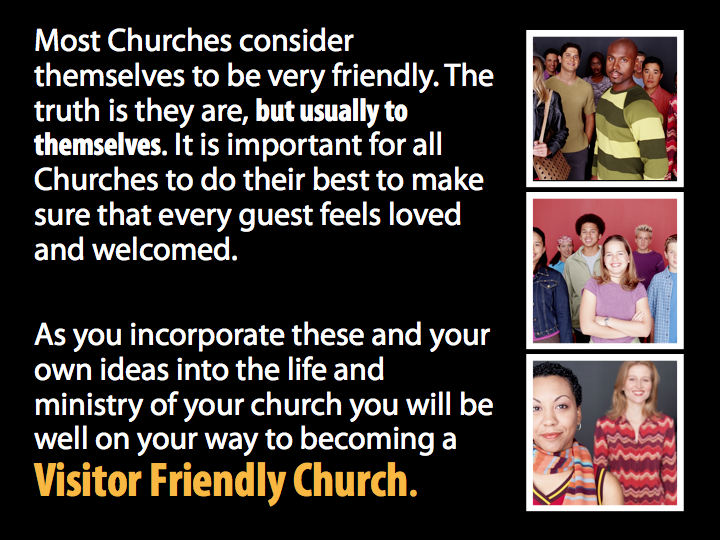 Most Churches consider
themselves to be very friendly. The
truth is they are, but usually to
themselves. It is important for all
Churches to do their best to make
sure that every guest feels loved
and welcomed.
As you incorporate these and your
own ideas into the life and
ministry of your church you will be
well on your way to becoming a
Visitor Friendly Church.